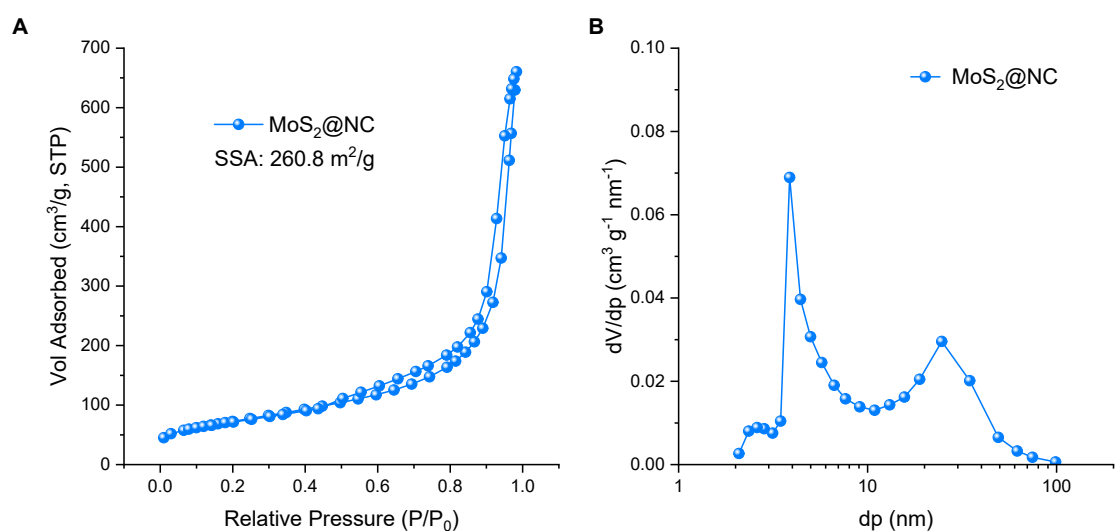 A
700
600
500
400
300
200
100
0
Vol Adsorbed (cm³/g, STP)
MoS₂@NC
SSA: 260.8 m²/g
0.0 0.2 0.4 0.6 0.8 1.0
Relative Pressure (P/P₀)
B
0.10
0.08
0.06
0.04
0.02
0.00
dV/dp (cm³ g⁻¹ nm⁻¹)
MoS₂@NC
1 10 100
dp (nm)